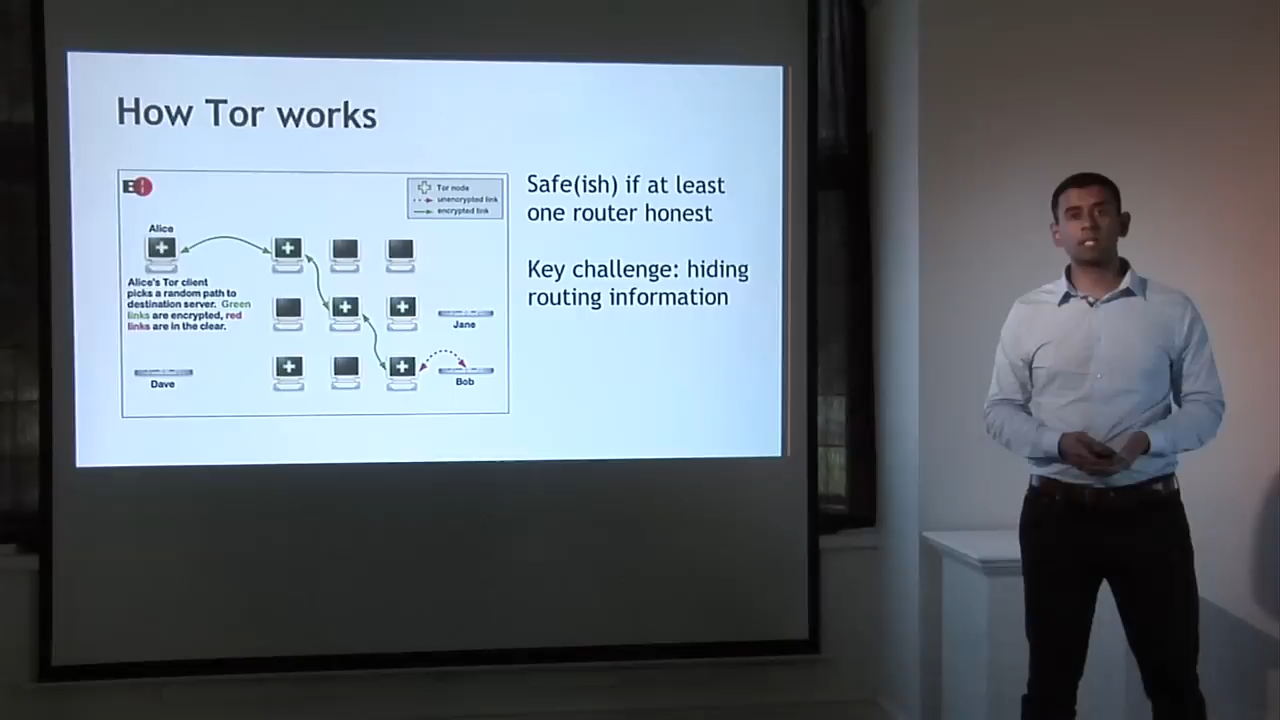 How Tor works
Tor node
unencrypted link
encrypted link
Alice
Alice's Tor client
picks a random path to
destination server. Green
links are encrypted, red
links are in the clear.
Dave
Jane
Bob
Safe(ish) if at least
one router honest
Key challenge: hiding
routing information